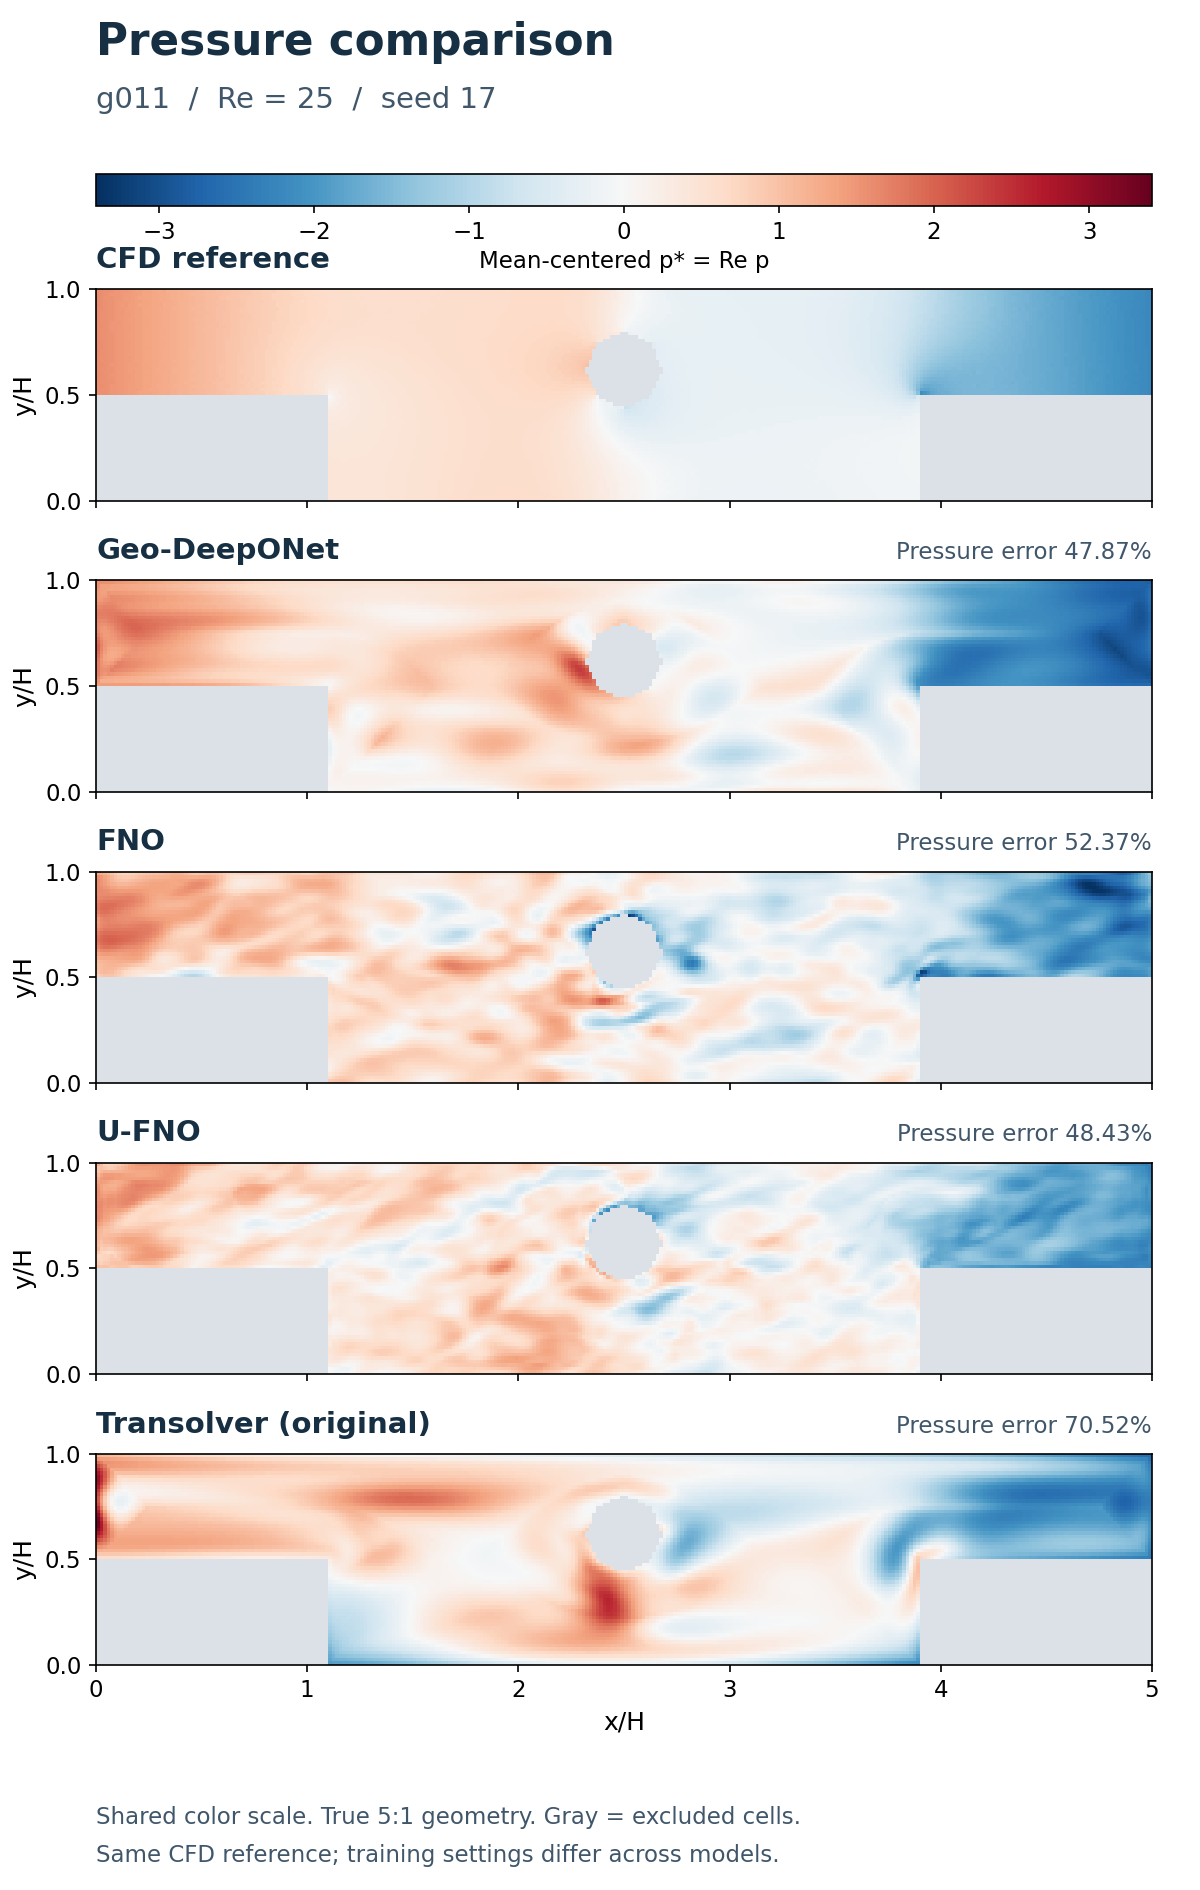 Pressure comparison
g011 / Re = 25 / seed 17
−3 −2 −1 0 1 2 3
Mean-centered p* = Re p
CFD reference
1.0
0.5
0.0
y/H
Geo-DeepONet
Pressure error 47.87%
1.0
0.5
0.0
y/H
FNO
Pressure error 52.37%
1.0
0.5
0.0
y/H
U-FNO
Pressure error 48.43%
1.0
0.5
0.0
y/H
Transolver (original)
Pressure error 70.52%
1.0
0.5
0.0
y/H
0 1 2 3 4 5
x/H
Shared color scale. True 5:1 geometry. Gray = excluded cells.
Same CFD reference; training settings differ across models.